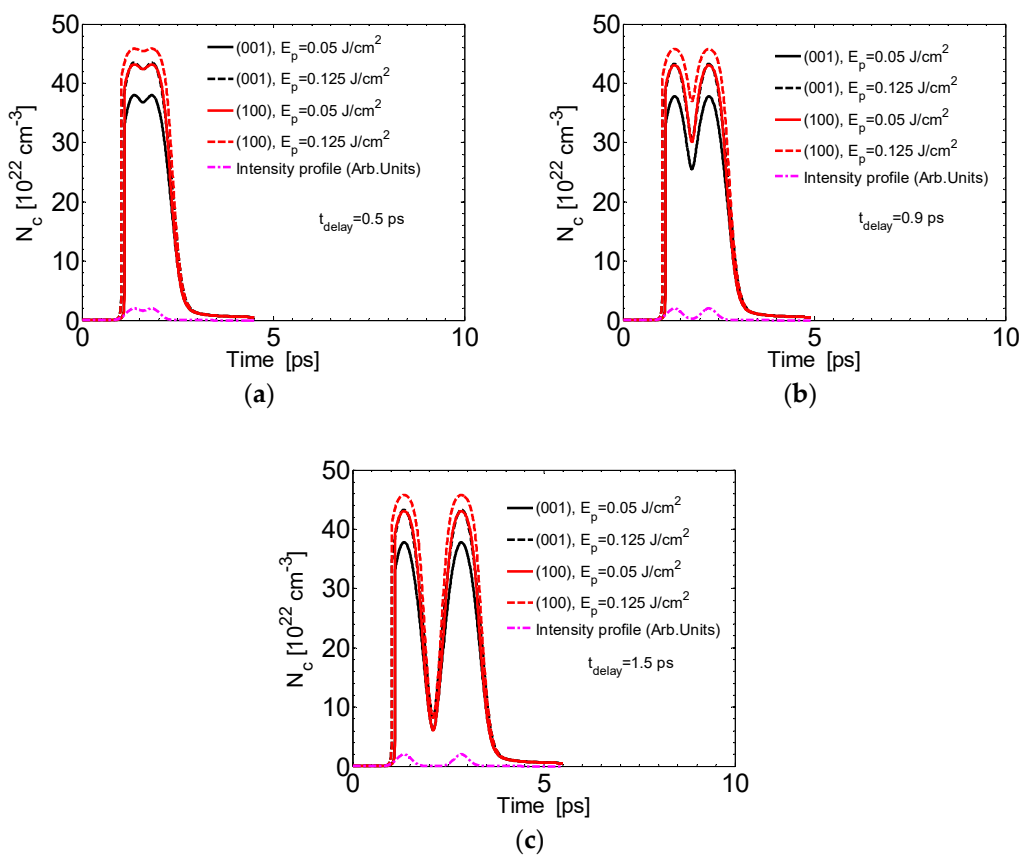 50
40
30
20
10
0
N_c [10^22 cm^-3]
(001), E_p=0.05 J/cm^2
(001), E_p=0.125 J/cm^2
(100), E_p=0.05 J/cm^2
(100), E_p=0.125 J/cm^2
Intensity profile (Arb.Units)
t_delay=0.5 ps
0 5 10
Time [ps]
(a)
50
40
30
20
10
0
N_c [10^22 cm^-3]
(001), E_p=0.05 J/cm^2
(001), E_p=0.125 J/cm^2
(100), E_p=0.05 J/cm^2
(100), E_p=0.125 J/cm^2
Intensity profile (Arb.Units)
t_delay=0.9 ps
0 5 10
Time [ps]
(b)
50
40
30
20
10
0
N_c [10^22 cm^-3]
(001), E_p=0.05 J/cm^2
(001), E_p=0.125 J/cm^2
(100), E_p=0.05 J/cm^2
(100), E_p=0.125 J/cm^2
Intensity profile (Arb.Units)
t_delay=1.5 ps
0 5 10
Time [ps]
(c)